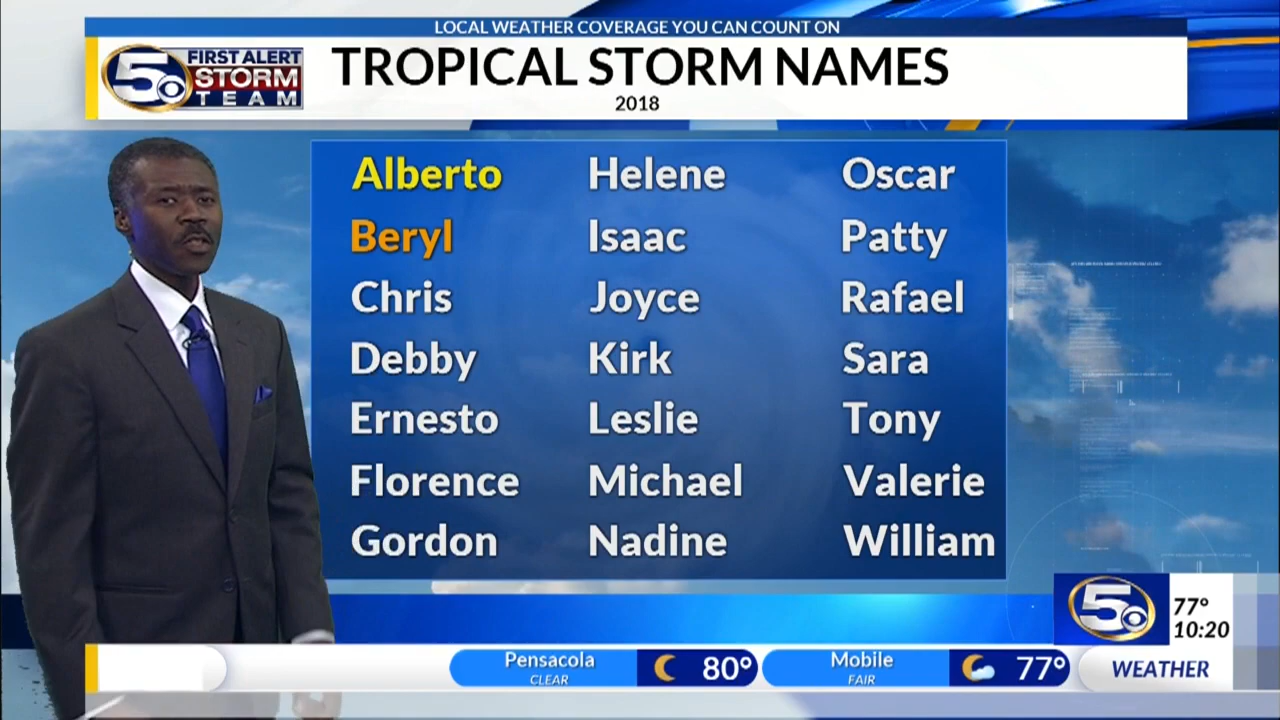 LOCAL WEATHER COVERAGE YOU CAN COUNT ON
5 FIRST ALERT
STORM
TEAM
TROPICAL STORM NAMES
2018
Alberto Helene Oscar
Beryl Isaac Patty
Chris Joyce Rafael
Debby Kirk Sara
Ernesto Leslie Tony
Florence Michael Valerie
Gordon Nadine William
5
77°
10:20
Pensacola
CLEAR
80°
Mobile
FAIR
77°
WEATHER